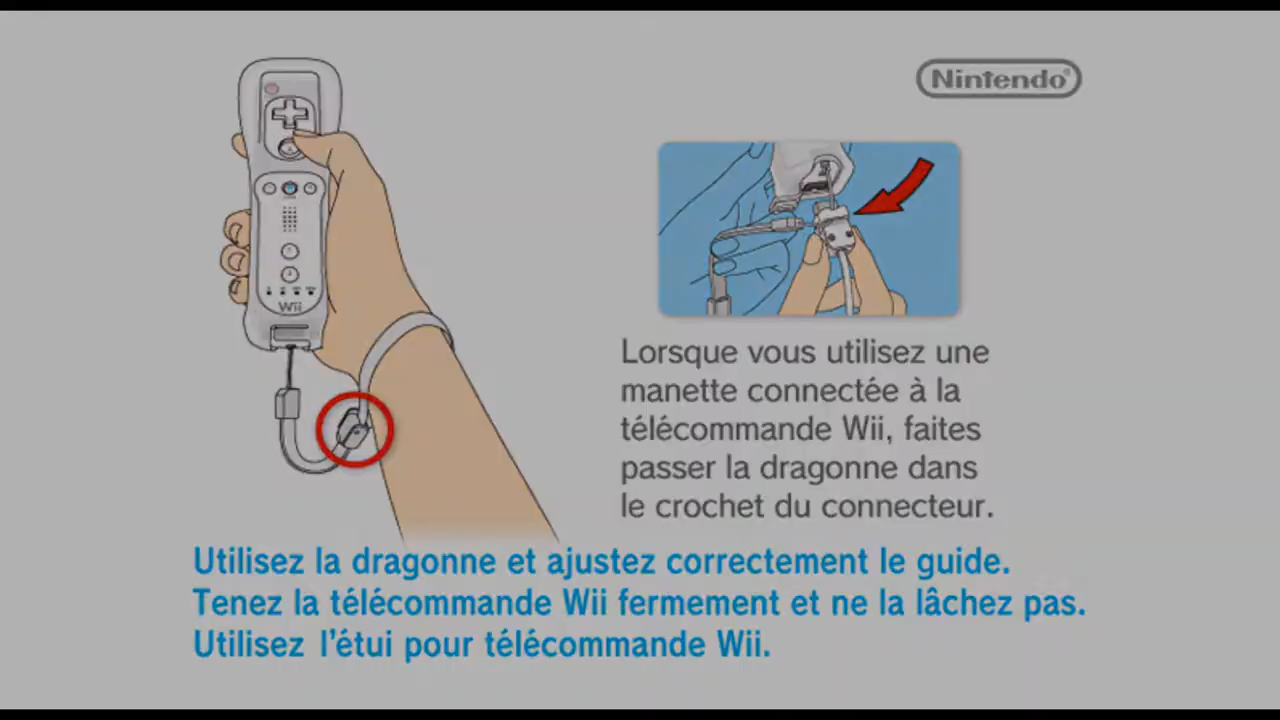 Nintendo®
Wii
Lorsque vous utilisez une
manette connectée à la
télécommande Wii, faites
passer la dragonne dans
le crochet du connecteur.
Utilisez la dragonne et ajustez correctement le guide.
Tenez la télécommande Wii fermement et ne la lâchez pas.
Utilisez l'étui pour télécommande Wii.